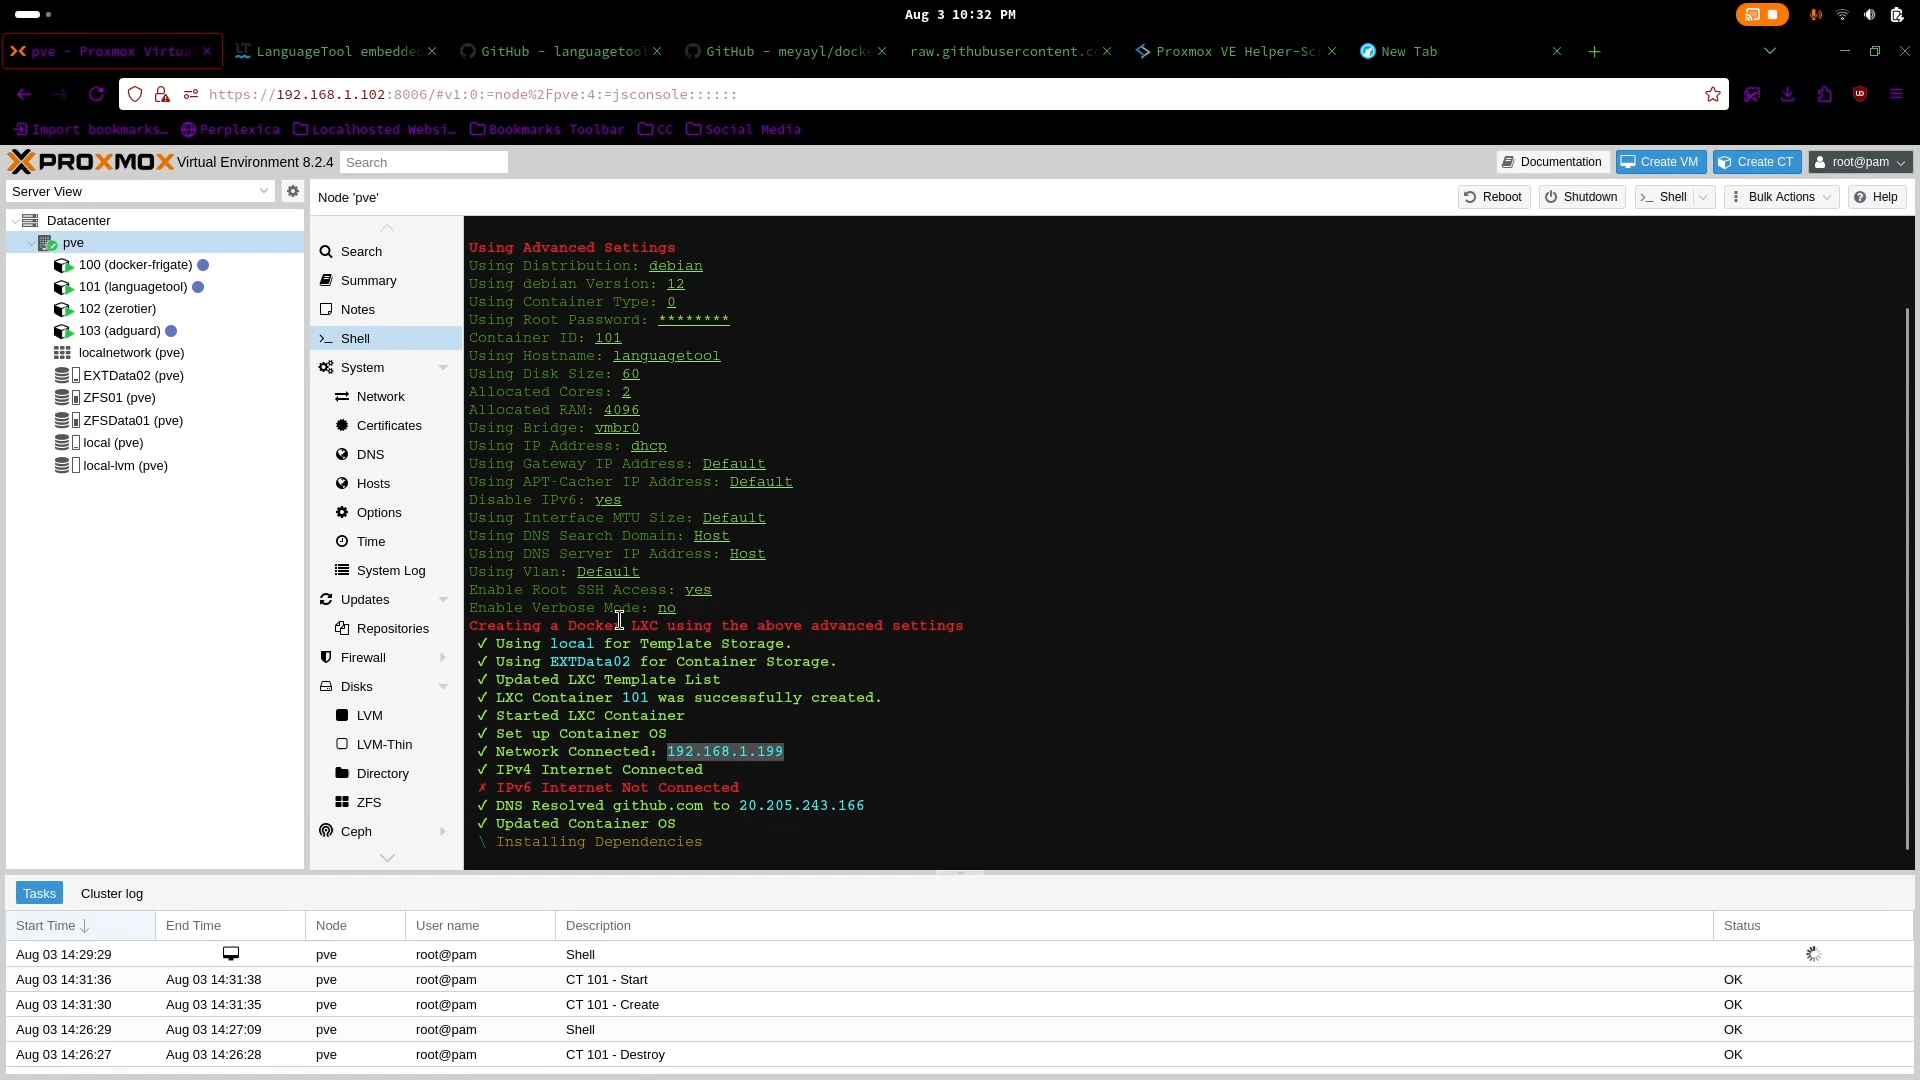 Aug 3 10:32 PM
pve - Proxmox Virtua
LanguageTool embedde
GitHub - languagetool
GitHub - meyayl/docke
raw.githubusercontent.c
Proxmox VE Helper-Scr
New Tab
https://192.168.1.102:8006/#v1:0:=node%2Fpve:4:=jsconsole::::::
Import bookmarks…
Perplexica
Localhosted Websi…
Bookmarks Toolbar
CC
Social Media
PROXMOX Virtual Environment 8.2.4
Search
Documentation
Create VM
Create CT
root@pam
Server View
Node 'pve'
Reboot
Shutdown
Shell
Bulk Actions
Help
Datacenter
pve
100 (docker-frigate)
101 (languagetool)
102 (zerotier)
103 (adguard)
localnetwork (pve)
EXTData02 (pve)
ZFS01 (pve)
ZFSData01 (pve)
local (pve)
local-lvm (pve)
Search
Summary
Notes
Shell
System
Network
Certificates
DNS
Hosts
Options
Time
System Log
Updates
Repositories
Firewall
Disks
LVM
LVM-Thin
Directory
ZFS
Ceph
Using Advanced Settings
Using Distribution: debian
Using debian Version: 12
Using Container Type: 0
Using Root Password: ********
Container ID: 101
Using Hostname: languagetool
Using Disk Size: 60
Allocated Cores: 2
Allocated RAM: 4096
Using Bridge: vmbr0
Using IP Address: dhcp
Using Gateway IP Address: Default
Using APT-Cacher IP Address: Default
Disable IPv6: yes
Using Interface MTU Size: Default
Using DNS Search Domain: Host
Using DNS Server IP Address: Host
Using Vlan: Default
Enable Root SSH Access: yes
Enable Verbose Mode: no
Creating a Docker LXC using the above advanced settings
✓ Using local for Template Storage.
✓ Using EXTData02 for Container Storage.
✓ Updated LXC Template List
✓ LXC Container 101 was successfully created.
✓ Started LXC Container
✓ Set up Container OS
✓ Network Connected: 192.168.1.199
✓ IPv4 Internet Connected
✗ IPv6 Internet Not Connected
✓ DNS Resolved github.com to 20.205.243.166
✓ Updated Container OS
\ Installing Dependencies
Tasks
Cluster log
Start Time
End Time
Node
User name
Description
Status
Aug 03 14:29:29 pve root@pam Shell
Aug 03 14:31:36 Aug 03 14:31:38 pve root@pam CT 101 - Start OK
Aug 03 14:31:30 Aug 03 14:31:35 pve root@pam CT 101 - Create OK
Aug 03 14:26:29 Aug 03 14:27:09 pve root@pam Shell OK
Aug 03 14:26:27 Aug 03 14:26:28 pve root@pam CT 101 - Destroy OK